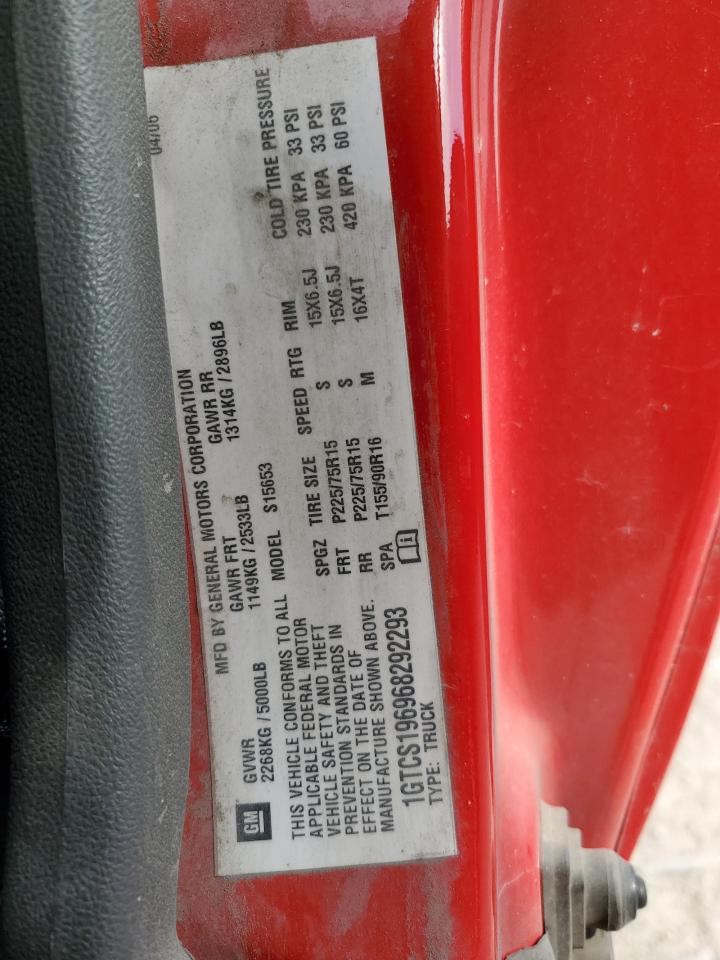 04/06
MFD BY GENERAL MOTORS CORPORATION
GVWR GAWR FRT GAWR RR
2268KG / 5000LB 1149KG / 2533LB 1314KG / 2896LB
THIS VEHICLE CONFORMS TO ALL
APPLICABLE FEDERAL MOTOR
VEHICLE SAFETY AND THEFT
PREVENTION STANDARDS IN
EFFECT ON THE DATE OF
MANUFACTURE SHOWN ABOVE.
1GTCS196968292293
TYPE: TRUCK
MODEL S15653
SPGZ TIRE SIZE SPEED RTG RIM COLD TIRE PRESSURE
FRT P225/75R15 S 15X6.5J 230 KPA 33 PSI
RR P225/75R15 S 15X6.5J 230 KPA 33 PSI
SPA T155/90R16 M 16X4T 420 KPA 60 PSI
GM